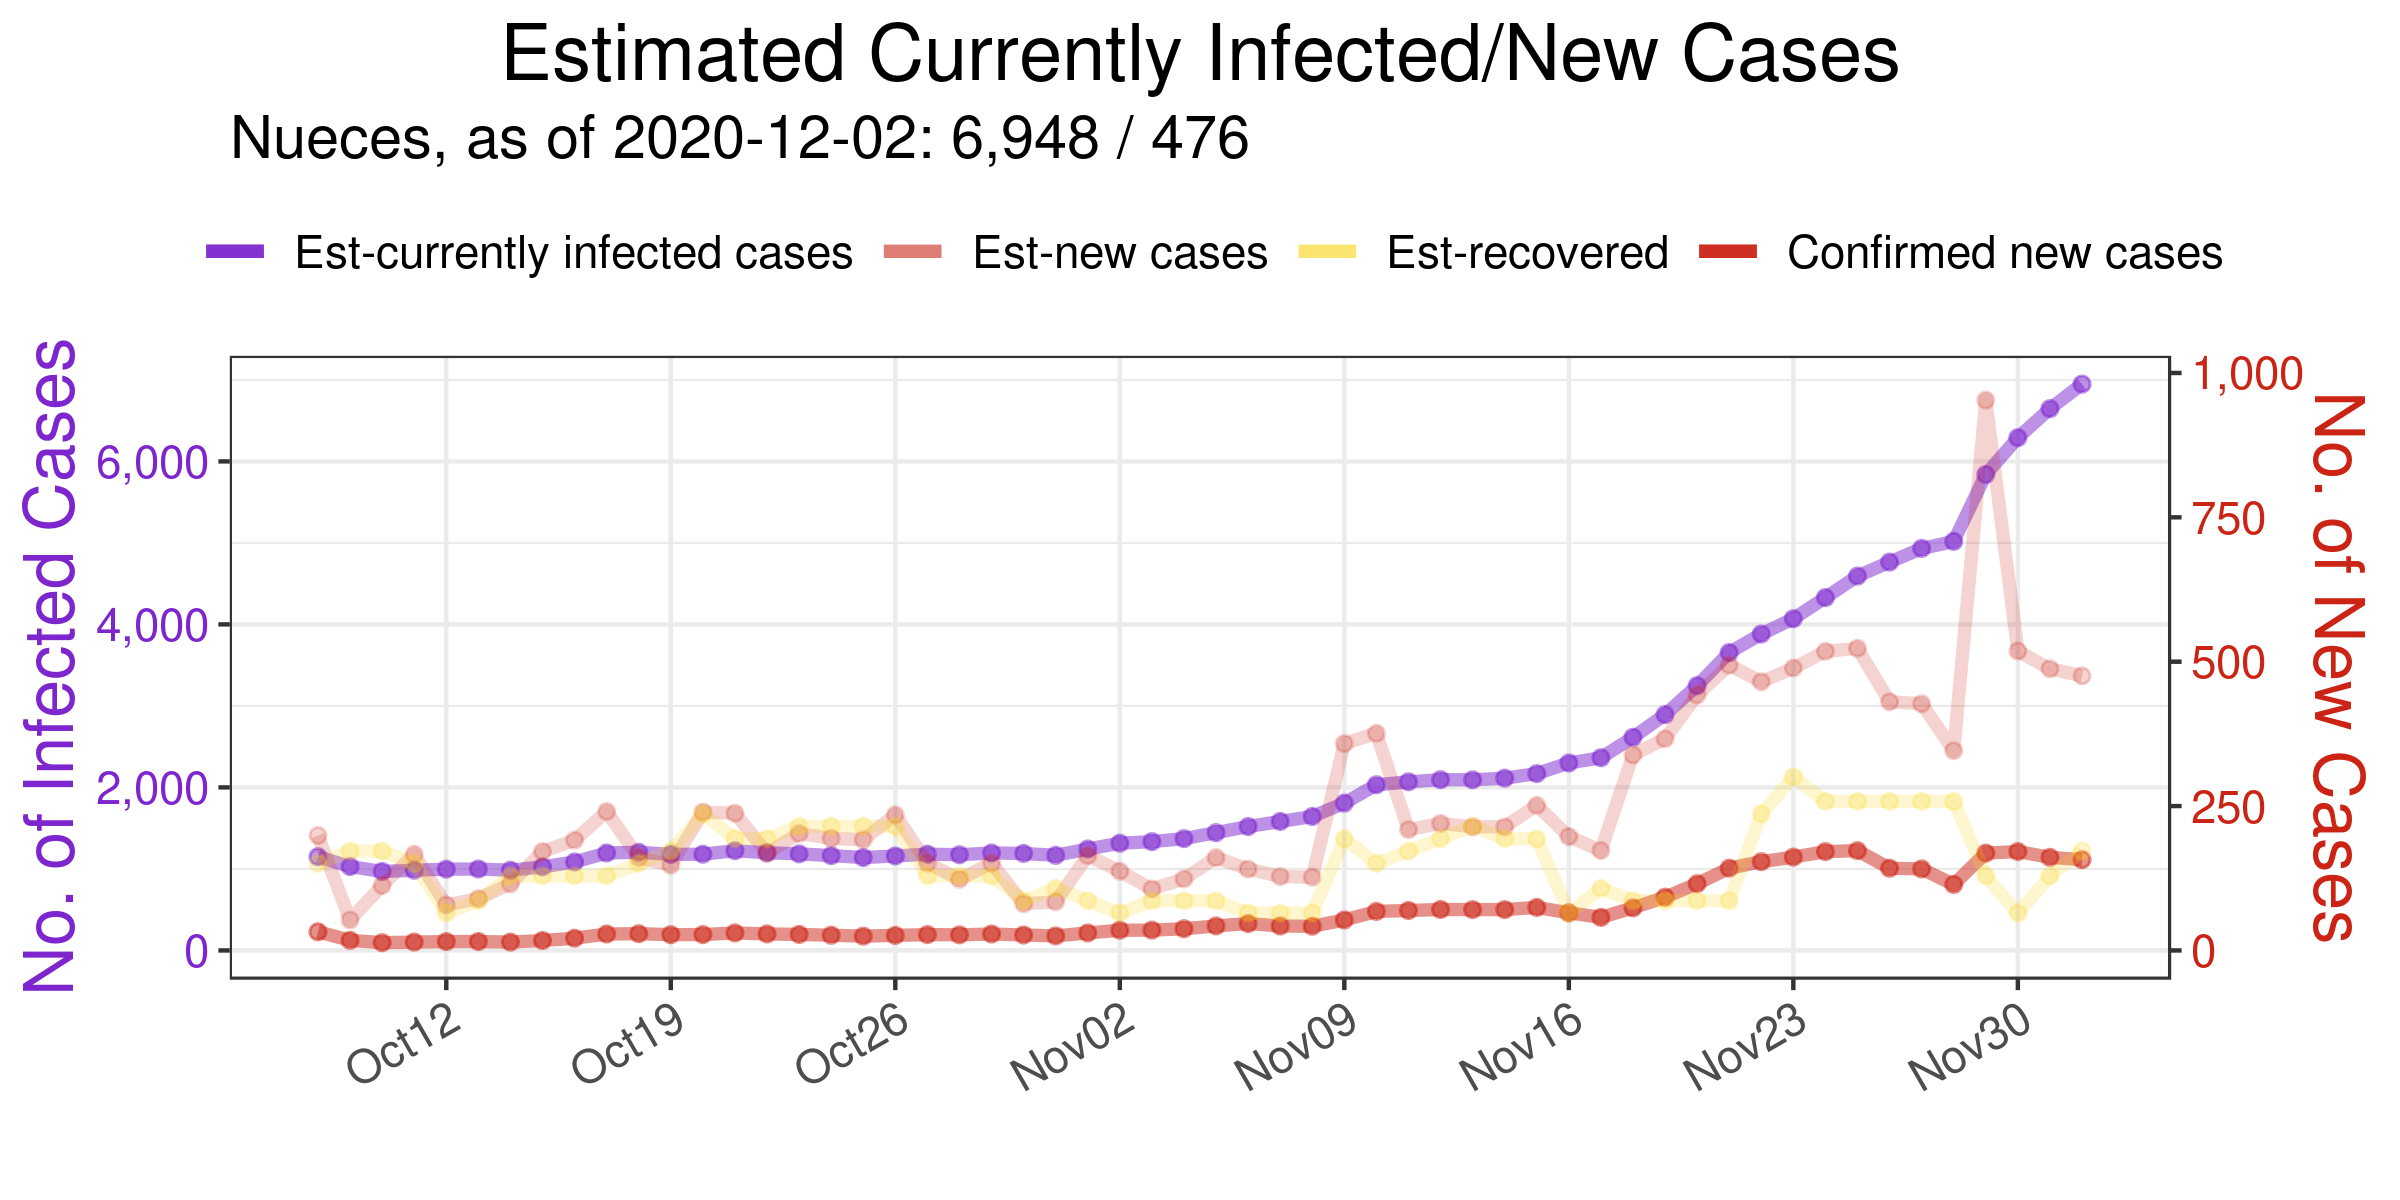 Estimated Currently Infected/New Cases
Nueces, as of 2020-12-02: 6,948 / 476
Est-currently infected cases Est-new cases Est-recovered Confirmed new cases
No. of Infected Cases
6,000
4,000
2,000
0
1,000
750
500
250
0
No. of New Cases
Oct12 Oct19 Oct26 Nov02 Nov09 Nov16 Nov23 Nov30